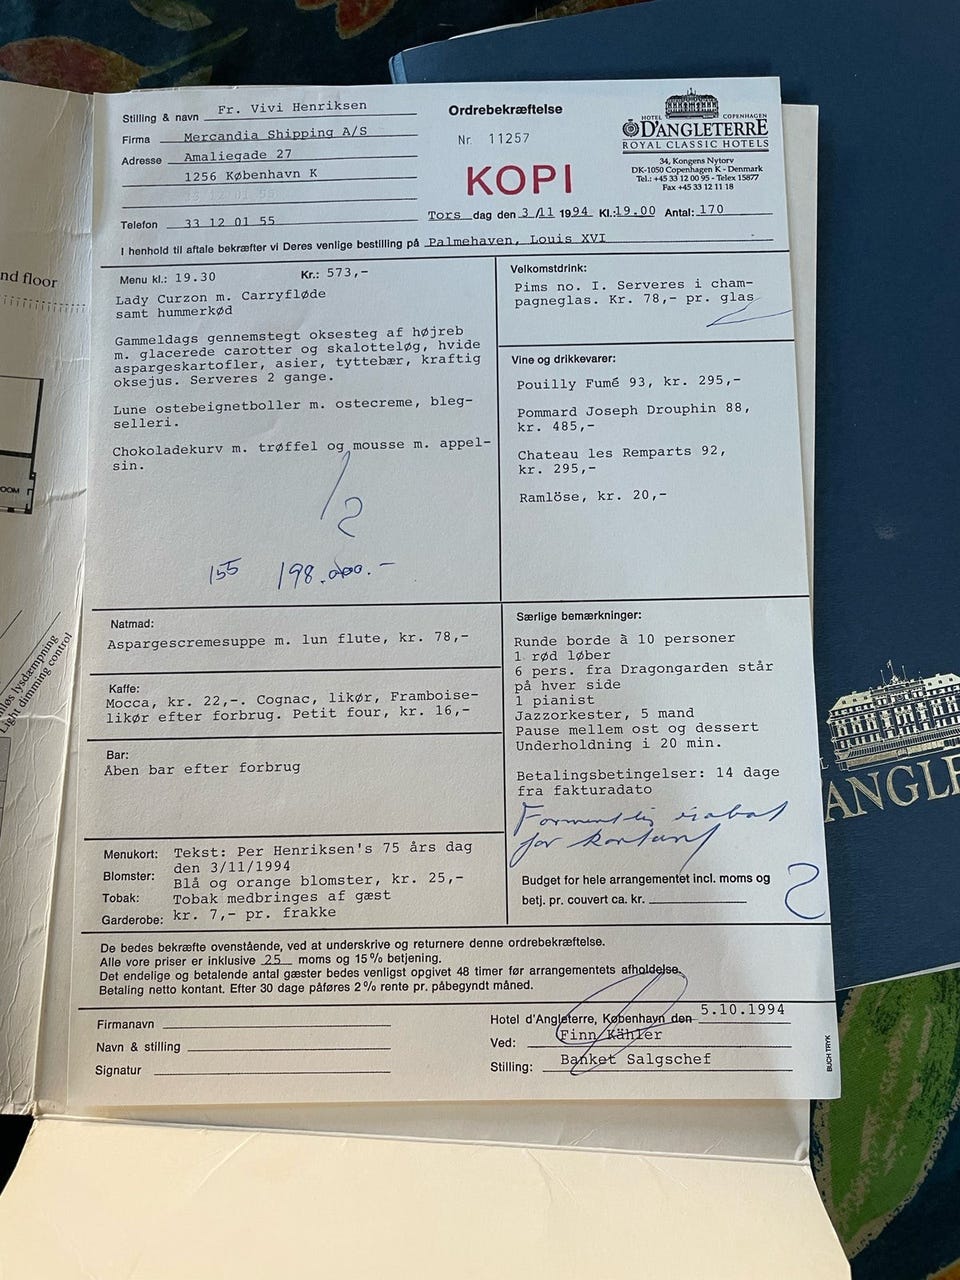 Stilling & navn Fr. Vivi Henriksen
Firma Mercandia Shipping A/S
Adresse Amaliegade 27
1256 København K
33 12 01 55
Telefon 33 12 01 55
Ordrebekræftelse
Nr. 11257
KOPI
HOTEL COPENHAGEN
D'ANGLETERRE
ROYAL CLASSIC HOTELS
34, Kongens Nytorv
DK-1050 Copenhagen K - Denmark
Tel.: +45 33 12 00 95 - Telex 15877
Fax +45 33 12 11 18
Tors dag den 3/11 1994 Kl.: 19.00 Antal: 170
I henhold til aftale bekræfter vi Deres venlige bestilling på Palmehaven, Louis XVI
Menu kl.: 19.30 Kr.: 573,-
Lady Curzon m. Carryfløde
samt hummerkød
Gammeldags gennemstegt oksesteg af højreb
m. glacerede carotter og skalotteløg, hvide
aspargeskartofler, asier, tyttebær, kraftig
oksejus. Serveres 2 gange.
Lune ostebeignetboller m. ostecreme, bleg-
selleri.
Chokoladekurv m. trøffel og mousse m. appel-
sin.
155 198.000.-
Velkomstdrink:
Pims no. I. Serveres i cham-
pagneglas. Kr. 78,- pr. glas
Vine og drikkevarer:
Pouilly Fumé 93, kr. 295,-
Pommard Joseph Drouphin 88,
kr. 485,-
Chateau les Remparts 92,
kr. 295,-
Ramlöse, kr. 20,-
Natmad:
Aspargescremesuppe m. lun flute, kr. 78,-
Kaffe:
Mocca, kr. 22,-. Cognac, likør, Framboise-
likør efter forbrug. Petit four, kr. 16,-
Bar:
Åben bar efter forbrug
Særlige bemærkninger:
Runde borde à 10 personer
1 rød løber
6 pers. fra Dragongarden står
på hver side
1 pianist
Jazzorkester, 5 mand
Pause mellem ost og dessert
Underholdning i 20 min.
Betalingsbetingelser: 14 dage
fra fakturadato
Formentlig rabat
for kontant
Menukort: Tekst: Per Henriksen's 75 års dag
den 3/11/1994
Blomster: Blå og orange blomster, kr. 25,-
Tobak: Tobak medbringes af gæst
Garderobe: kr. 7,- pr. frakke
Budget for hele arrangementet incl. moms og
betj. pr. couvert ca. kr.
De bedes bekræfte ovenstående, ved at underskrive og returnere denne ordrebekræftelse.
Alle vore priser er inklusive 25 moms og 15% betjening.
Det endelige og betalende antal gæster bedes venligst opgivet 48 timer før arrangementets afholdelse.
Betaling netto kontant. Efter 30 dage påføres 2% rente pr. påbegyndt måned.
Firmanavn
Navn & stilling
Signatur
Hotel d'Angleterre, København den 5.10.1994
Ved: Finn Kähler
Stilling: Banket Salgschef
BUCH TRYK
nd floor
OOM
nløs lysdæmpning
Light dimming control
ANGLE